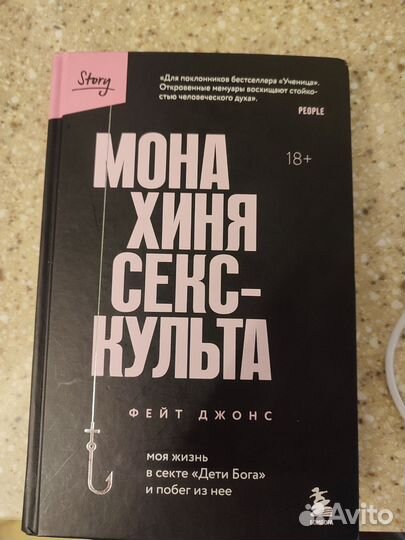 Story
«Для поклонников бестселлера «Ученица».
Откровенные мемуары восхищают стойко-
стью человеческого духа».
PEOPLE
18+
МОНА
ХИНЯ
СЕКС-
КУЛЬТА
ФЕЙТ ДЖОНС
моя жизнь
в секте «Дети Бога»
и побег из нее
БОМБОРА
Avito